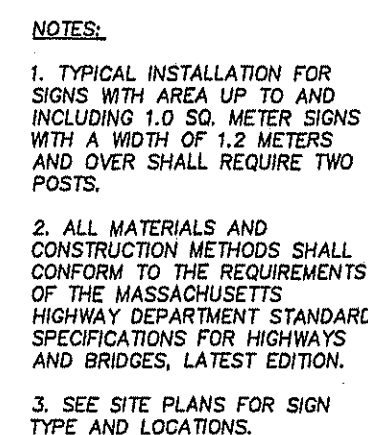 NOTES:
1. TYPICAL INSTALLATION FOR
SIGNS WITH AREA UP TO AND
INCLUDING 1.0 SQ. METER SIGNS
WITH A WIDTH OF 1.2 METERS
AND OVER SHALL REQUIRE TWO
POSTS.
2. ALL MATERIALS AND
CONSTRUCTION METHODS SHALL
CONFORM TO THE REQUIREMENTS
OF THE MASSACHUSETTS
HIGHWAY DEPARTMENT STANDARD
SPECIFICATIONS FOR HIGHWAYS
AND BRIDGES, LATEST EDITION.
3. SEE SITE PLANS FOR SIGN
TYPE AND LOCATIONS.